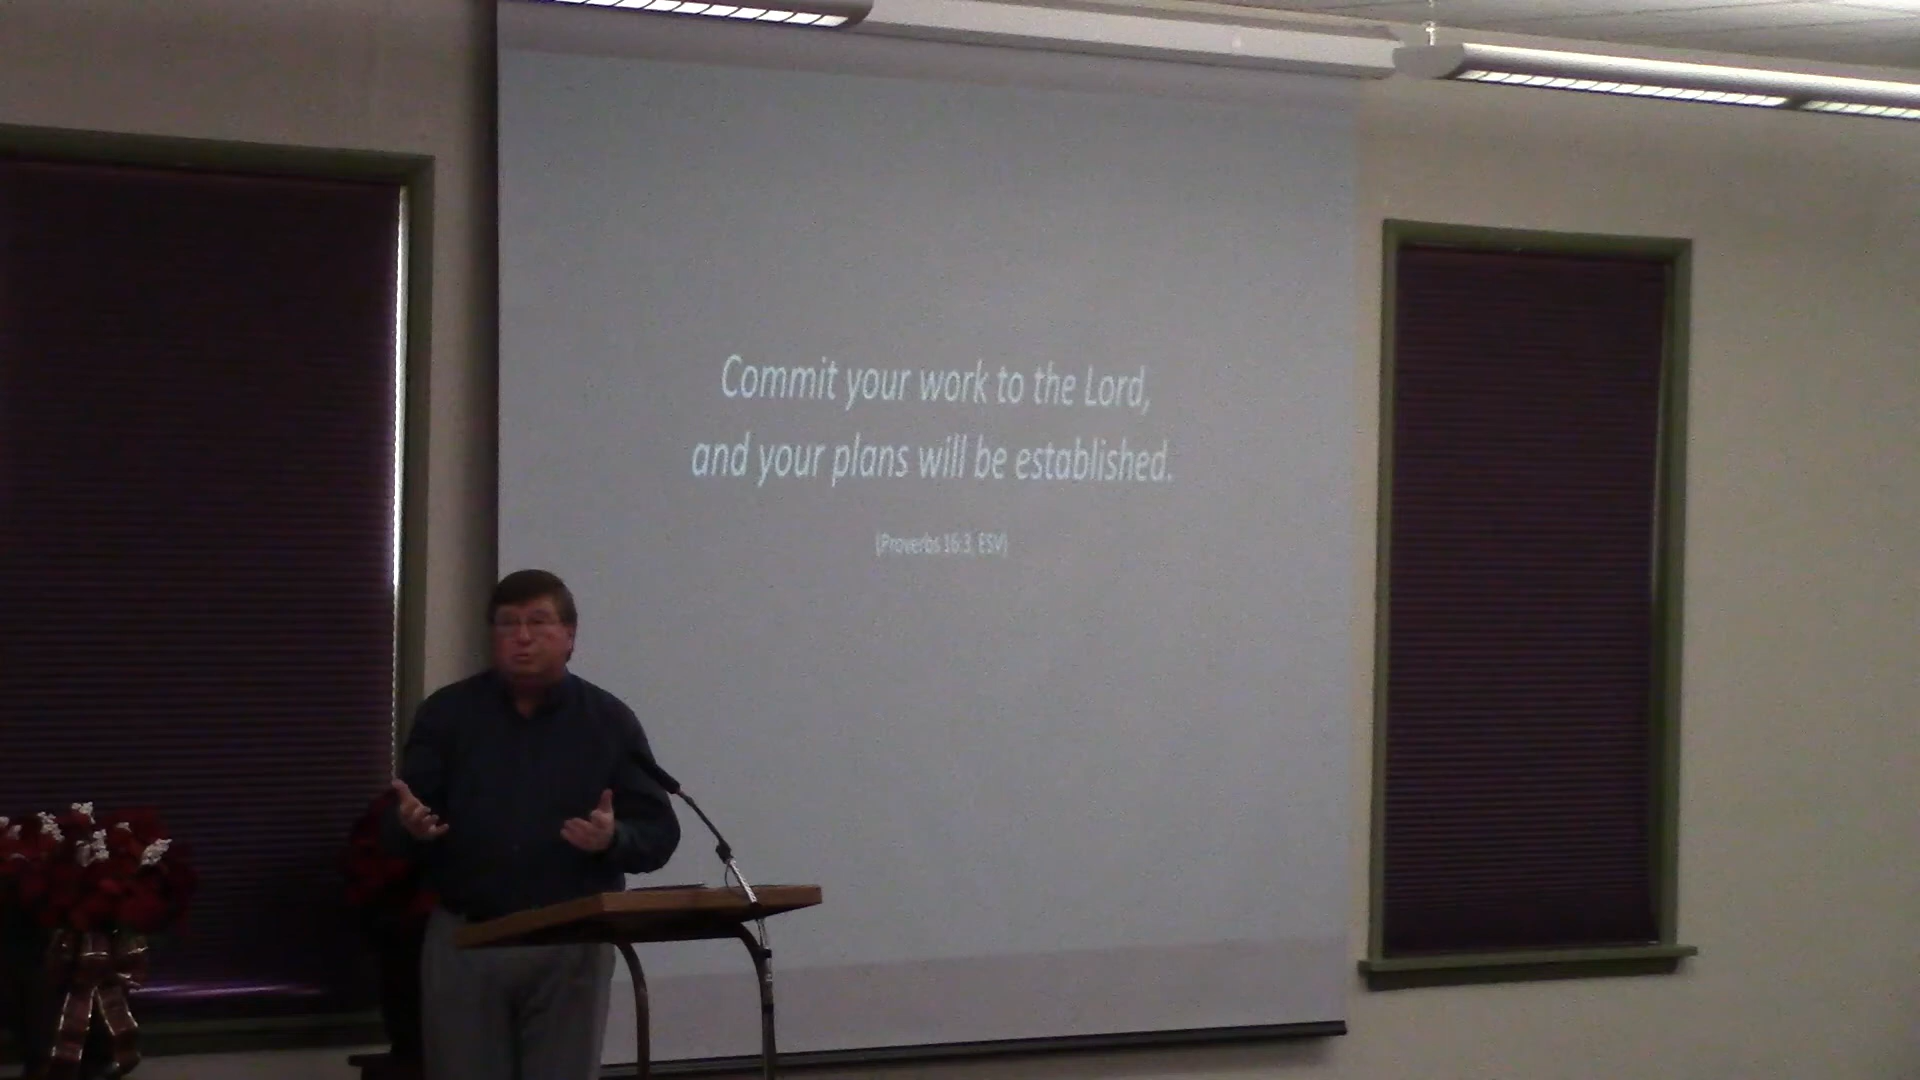 Commit your work to the Lord,
and your plans will be established.
(Proverbs 16:3, ESV)